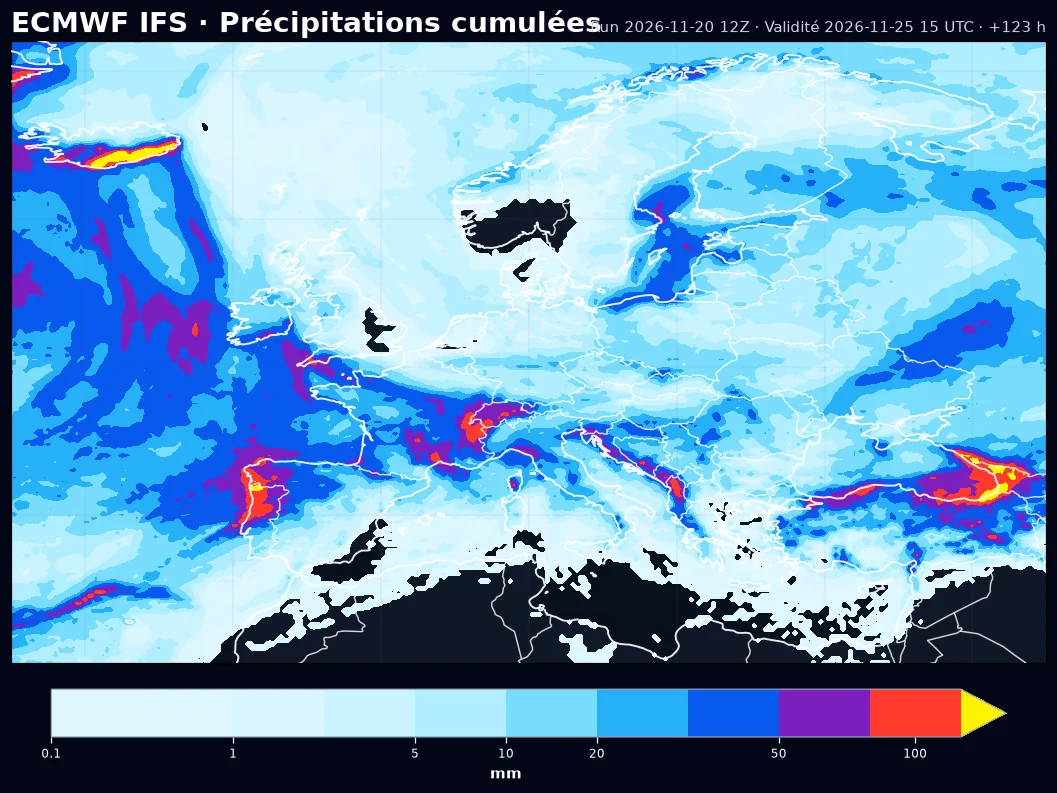 ECMWF IFS · Précipitations cumulées
Run 2026-11-20 12Z · Validité 2026-11-25 15 UTC · +123 h
0.1 1 5 10 20 50 100
mm